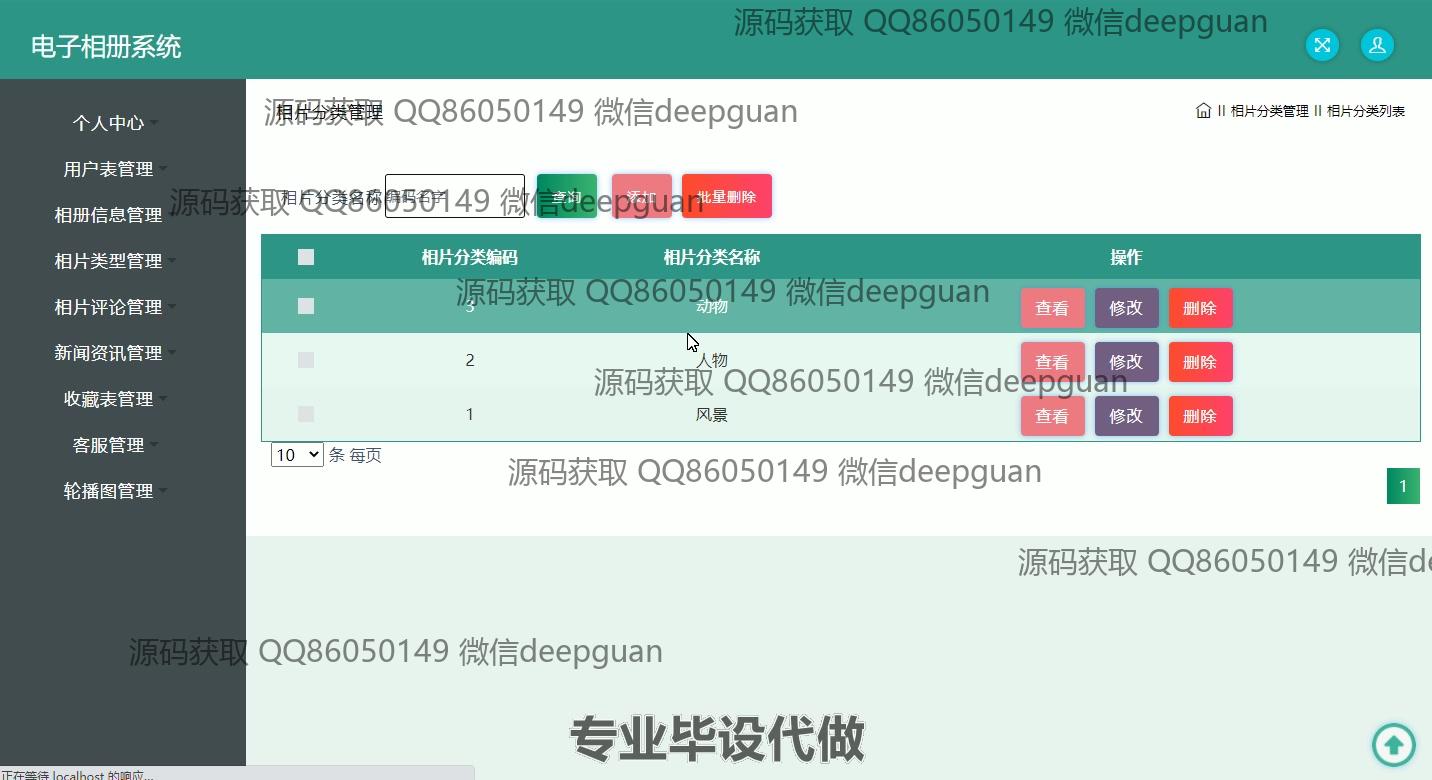 源码获取 QQ86050149 微信deepguan
电子相册系统
个人中心
用户表管理
相册信息管理
相片类型管理
相片评论管理
新闻资讯管理
收藏表管理
客服管理
轮播图管理
相片分类管理
源码获取 QQ86050149 微信deepguan
相片分类管理 相片分类列表
相片分类名称 编码名字 查询 添加 批量删除
源码获取 QQ86050149 微信deepguan
相片分类编码 相片分类名称 操作
源码获取 QQ86050149 微信deepguan
3 动物 查看 修改 删除
2 人物 查看 修改 删除
源码获取 QQ86050149 微信deepguan
1 风景 查看 修改 删除
10 条 每页
源码获取 QQ86050149 微信deepguan
1
源码获取 QQ86050149 微信de
源码获取 QQ86050149 微信deepguan
专业毕设代做
正在等待 localhost 的响应...